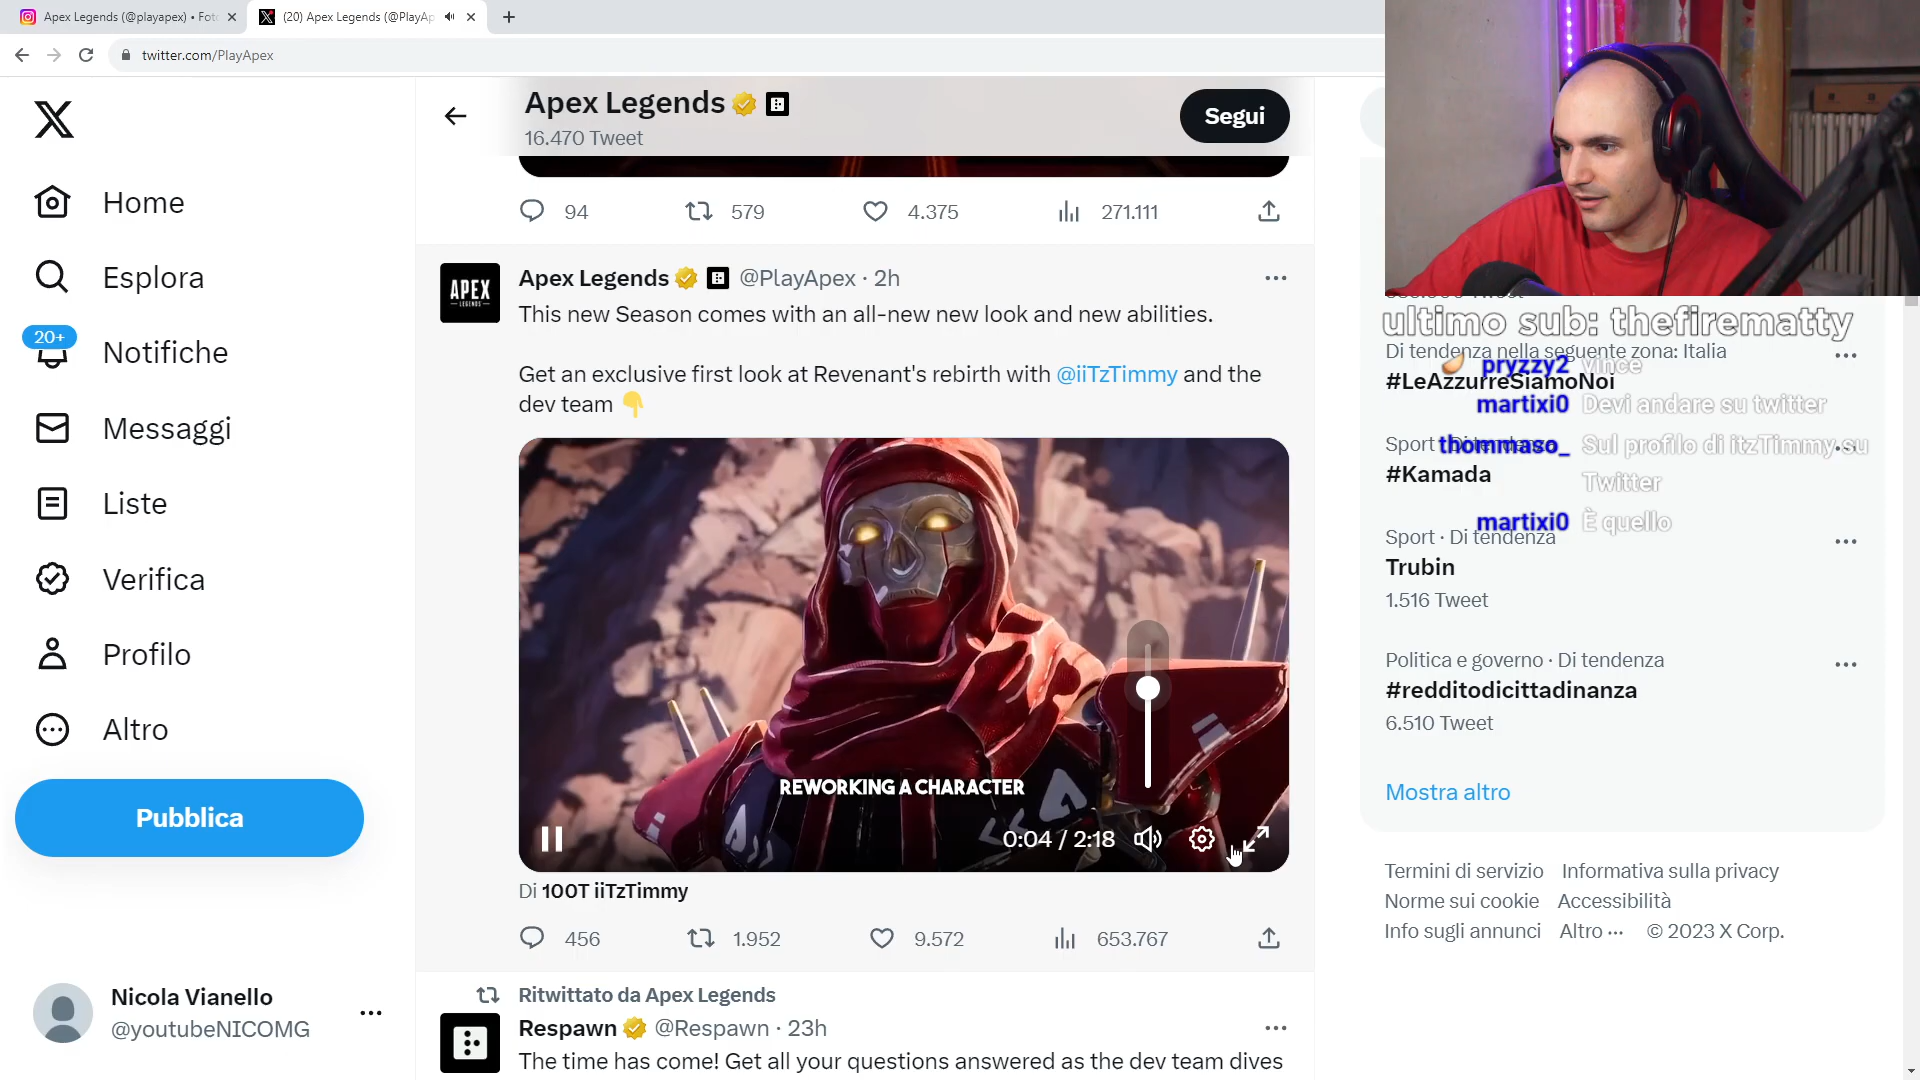 Apex Legends (@playapex) • Foto
(20) Apex Legends (@PlayAp
twitter.com/PlayApex
Home
Esplora
20+
Notifiche
Messaggi
Liste
Verifica
Profilo
Altro
Pubblica
Nicola Vianello
@youtubeNICOMG
Apex Legends
16.470 Tweet
Segui
94
579
4.375
271.111
APEX
LEGENDS
Apex Legends @PlayApex · 2h
This new Season comes with an all-new new look and new abilities.
Get an exclusive first look at Revenant's rebirth with @iiTzTimmy and the
dev team 👇
REWORKING A CHARACTER
0:04 / 2:18
Di 100T iiTzTimmy
456
1.952
9.572
653.767
Ritwittato da Apex Legends
Respawn @Respawn · 23h
The time has come! Get all your questions answered as the dev team dives
ultimo sub: thefirematty
Di tendenza nella seguente zona: Italia
#LeAzzurreSiamoNoi
pryzzy2 vince
martixi0 Devi andare su twitter
thommaso_ Sul profilo di itzTimmy su
Twitter
martixi0 È quello
Sport · Di tendenza
#Kamada
Sport · Di tendenza
Trubin
1.516 Tweet
Politica e governo · Di tendenza
#redditodicittadinanza
6.510 Tweet
Mostra altro
Termini di servizio Informativa sulla privacy
Norme sui cookie Accessibilità
Info sugli annunci Altro ··· © 2023 X Corp.